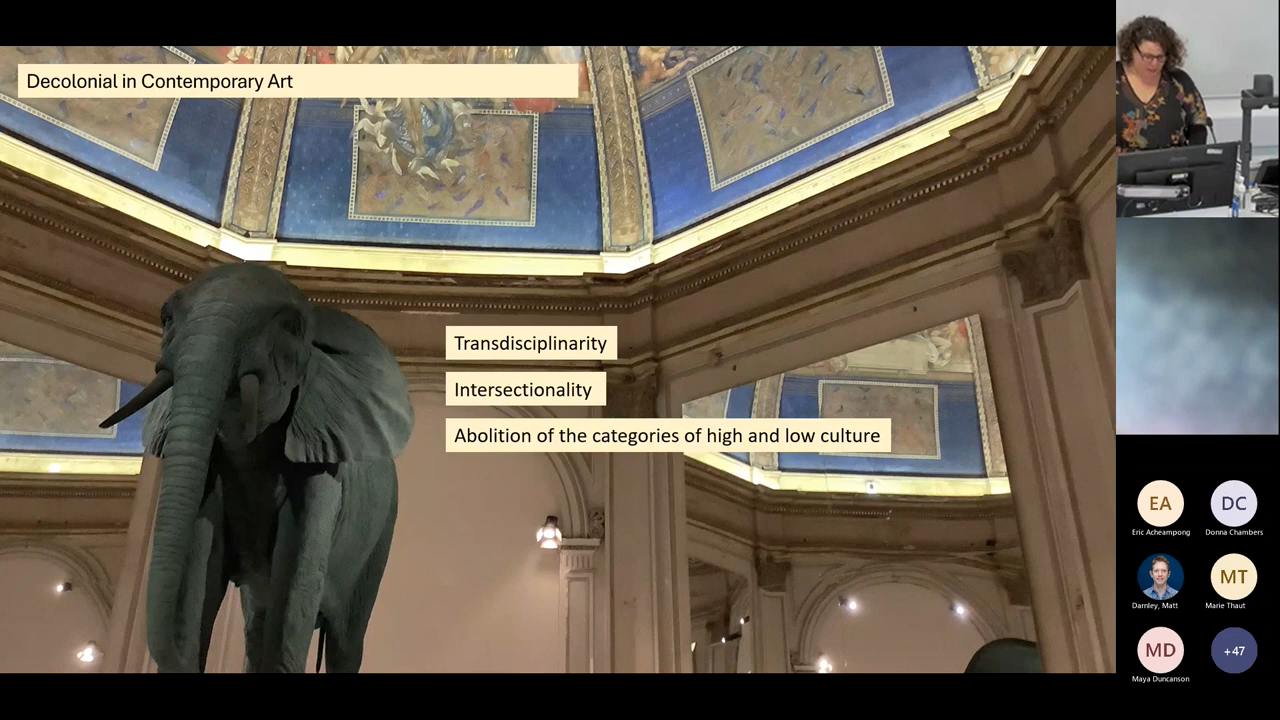 Decolonial in Contemporary Art
Transdisciplinarity
Intersectionality
Abolition of the categories of high and low culture
EA
DC
Eric Acheampong
Donna Chambers
MT
Darnley, Matt
Marie Thaut
MD
+47
Maya Duncanson